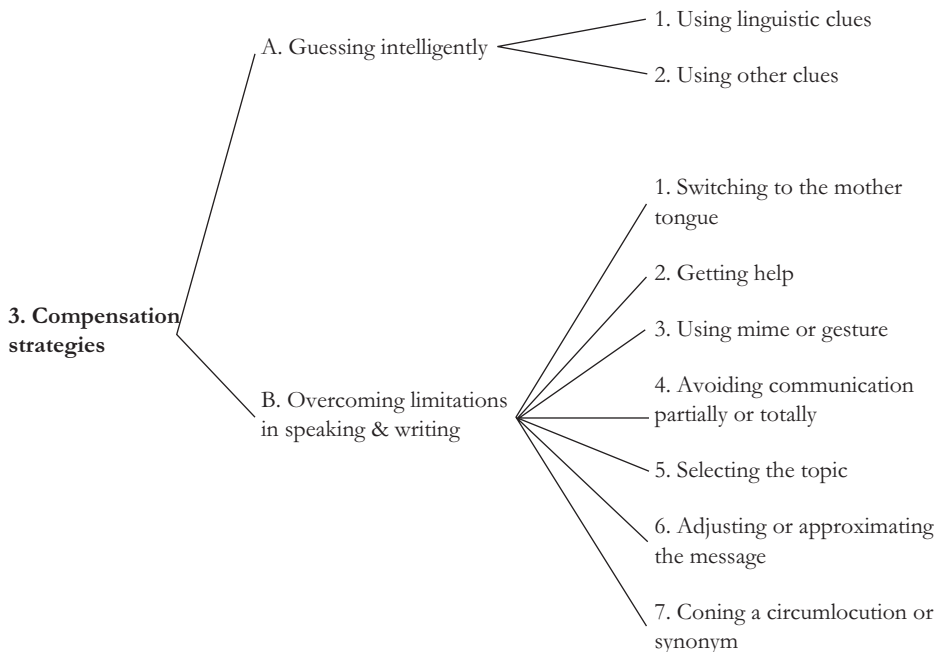 1. Using linguistic clues
A. Guessing intelligently
2. Using other clues
1. Switching to the mother
tongue
2. Getting help
3. Compensation
strategies
3. Using mime or gesture
4. Avoiding communication
partially or totally
B. Overcoming limitations
in speaking & writing
5. Selecting the topic
6. Adjusting or approximating
the message
7. Coning a circumlocution or
synonym